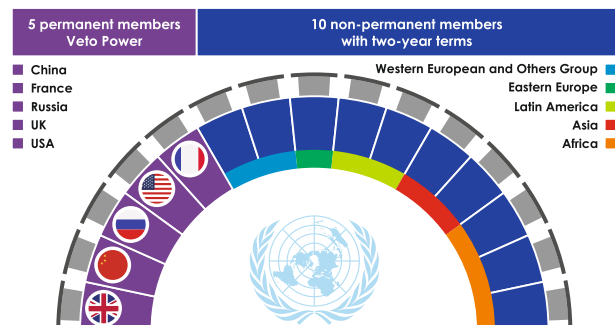 5 permanent members
Veto Power
10 non-permanent members
with two-year terms
China
France
Russia
UK
USA
Western European and Others Group
Eastern Europe
Latin America
Asia
Africa